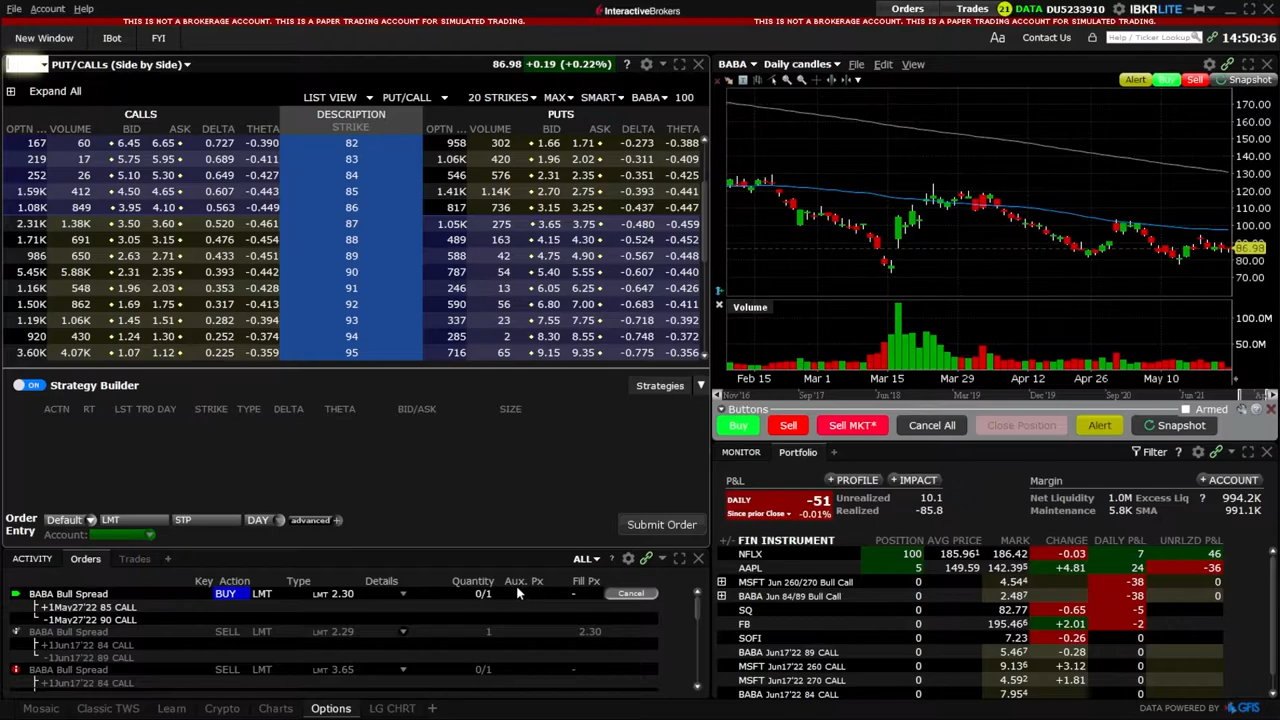 File Account Help InteractiveBrokers Orders Trades 21 DATA DU5233910 IBKRLITE
THIS IS NOT A BROKERAGE ACCOUNT. THIS IS A PAPER TRADING ACCOUNT FOR SIMULATED TRADING. THIS IS NOT A BROKERAGE ACCOUNT. THIS IS A PAPER TRADING ACCOUNT FOR SIMULATED TRADING.
New Window IBot FYI Aa Contact Us Help / Ticker Lookup 14:50:36
PUT/CALLs (Side by Side) 86.98 +0.19 (+0.22%) ?
BABA Daily candles File Edit View
Alert Buy Sell Snapshot
Expand All
LIST VIEW PUT/CALL 20 STRIKES MAX SMART BABA 100
CALLS DESCRIPTION PUTS
OPTN ... VOLUME BID ASK DELTA THETA STRIKE OPTN ... VOLUME BID ASK DELTA THETA
167 60 6.45 6.65 0.727 -0.390 82 958 302 1.66 1.71 -0.273 -0.388
219 17 5.75 5.95 0.689 -0.411 83 1.06K 420 1.96 2.02 -0.311 -0.409
252 26 5.10 5.30 0.649 -0.427 84 546 576 2.31 2.35 -0.351 -0.425
1.59K 412 4.50 4.65 0.607 -0.443 85 1.41K 1.14K 2.70 2.75 -0.393 -0.441
1.08K 849 3.95 4.10 0.563 -0.449 86 817 736 3.15 3.25 -0.437 -0.447
2.31K 1.38K 3.50 3.60 0.520 -0.461 87 1.05K 275 3.65 3.75 -0.480 -0.459
1.71K 691 3.05 3.15 0.476 -0.454 88 489 163 4.15 4.30 -0.524 -0.452
986 650 2.63 2.71 0.433 -0.451 89 588 42 4.75 4.90 -0.567 -0.449
5.45K 5.88K 2.31 2.35 0.393 -0.442 90 787 54 5.40 5.55 -0.607 -0.440
1.16K 548 1.96 2.03 0.353 -0.428 91 246 13 6.05 6.25 -0.647 -0.426
1.50K 862 1.69 1.75 0.317 -0.413 92 590 56 6.80 7.00 -0.683 -0.411
1.19K 1.06K 1.45 1.51 0.282 -0.394 93 337 23 7.55 7.75 -0.718 -0.392
920 430 1.24 1.30 0.252 -0.374 94 285 2 8.30 8.55 -0.748 -0.372
3.60K 4.07K 1.07 1.12 0.225 -0.359 95 716 65 9.15 9.35 -0.775 -0.356
170.00
160.00
150.00
140.00
130.00
120.00
110.00
100.00
86.98
80.00
70.00
Volume
100.0M
50.0M
Feb 15 Mar 1 Mar 15 Mar 29 Apr 12 Apr 26 May 10
Nov '16 Sep '17 Jun '18 Mar '19 Dec '19 Sep '20 Jun '21
ON Strategy Builder Strategies
ACTN RT LST TRD DAY STRIKE TYPE DELTA THETA BID/ASK SIZE
Order Entry Default LMT STP DAY advanced Submit Order
Account:
Buttons Armed
Buy Sell Sell MKT* Cancel All Close Position Alert Snapshot
MONITOR Portfolio + Filter ?
P&L + PROFILE + IMPACT Margin + ACCOUNT
DAILY -51 Unrealized 10.1 Net Liquidity 1.0M Excess Liq ? 994.2K
Since prior Close -0.01% Realized -85.8 Maintenance 5.8K SMA 991.1K
+/- FIN INSTRUMENT POSITION AVG PRICE MARK CHANGE DAILY P&L UNRLZD P&L
NFLX 100 185.961 186.42 -0.03 7 46
AAPL 5 149.59 142.395 +4.81 24 -36
MSFT Jun 260/270 Bull Call 0 4.544 -38 0
BABA Jun 84/89 Bull Call 0 2.487 -38 0
SQ 0 82.77 -0.65 -5
FB 0 195.466 +2.01 -2
SOFI 0 7.23 -0.26
BABA Jun17'22 89 CALL 0 5.467 -0.28 0
MSFT Jun17'22 260 CALL 0 9.136 +3.12 0
MSFT Jun17'22 270 CALL 0 4.592 +1.81 0
BABA Jun17'22 84 CALL 0 7.954 0
ACTIVITY Orders Trades + ALL ?
Key Action Type Details Quantity Aux. Px Fill Px
BABA Bull Spread BUY LMT LMT 2.30 0/1 - Cancel
+1May27'22 85 CALL
-1May27'22 90 CALL
BABA Bull Spread SELL LMT LMT 2.29 1 2.30
+1Jun17'22 84 CALL
-1Jun17'22 89 CALL
BABA Bull Spread SELL LMT LMT 3.65 0/1 -
+1Jun17'22 84 CALL
Mosaic Classic TWS Learn Crypto Charts Options LG CHRT + DATA POWERED BY GFIS